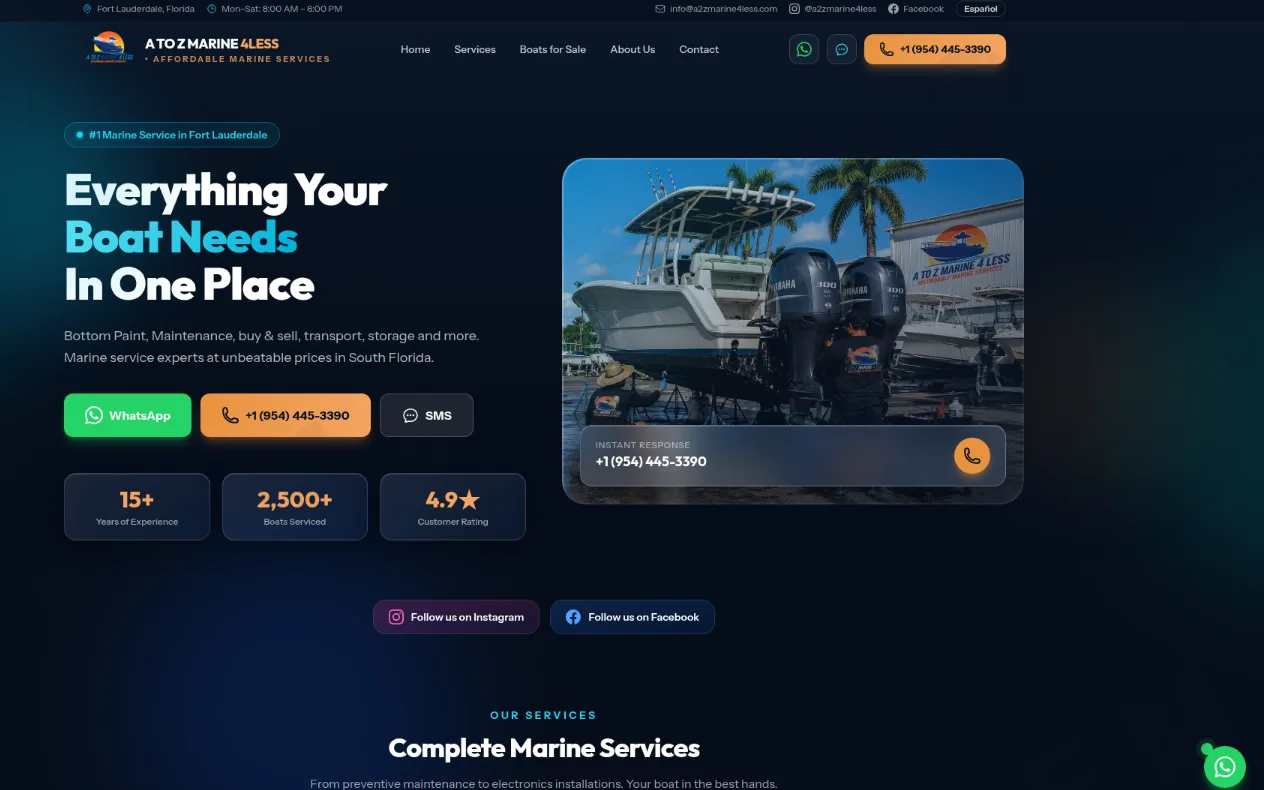 Fort Lauderdale, Florida
Mon-Sat: 8:00 AM – 6:00 PM
info@a2zmarine4less.com
@a2zmarine4less
Facebook
Español
A TO Z MARINE 4LESS
• AFFORDABLE MARINE SERVICES
Home
Services
Boats for Sale
About Us
Contact
+1 (954) 445-3390
#1 Marine Service in Fort Lauderdale
Everything Your
Boat Needs
In One Place
Bottom Paint, Maintenance, buy & sell, transport, storage and more.
Marine service experts at unbeatable prices in South Florida.
WhatsApp
+1 (954) 445-3390
SMS
15+
Years of Experience
2,500+
Boats Serviced
4.9★
Customer Rating
YAMAHA
300
YAMAHA
300
A TO Z MARINE 4 LESS
AFFORDABLE MARINE SERVICES
INSTANT RESPONSE
+1 (954) 445-3390
Follow us on Instagram
Follow us on Facebook
OUR SERVICES
Complete Marine Services
From preventive maintenance to electronics installations. Your boat in the best hands.